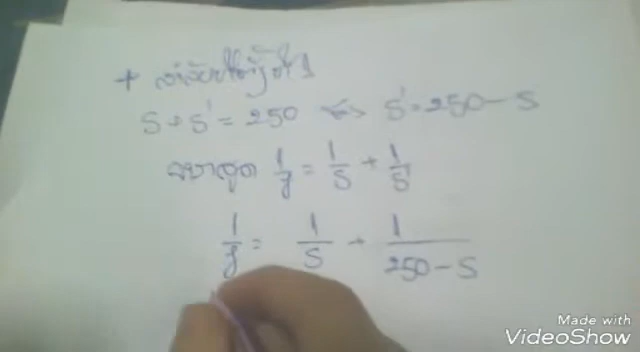 +
S + S' = 250 <=> S' = 250 - S
1/f = 1/S + 1/S'
1/f = 1/S + 1/(250 - S)
Made with
VideoShow